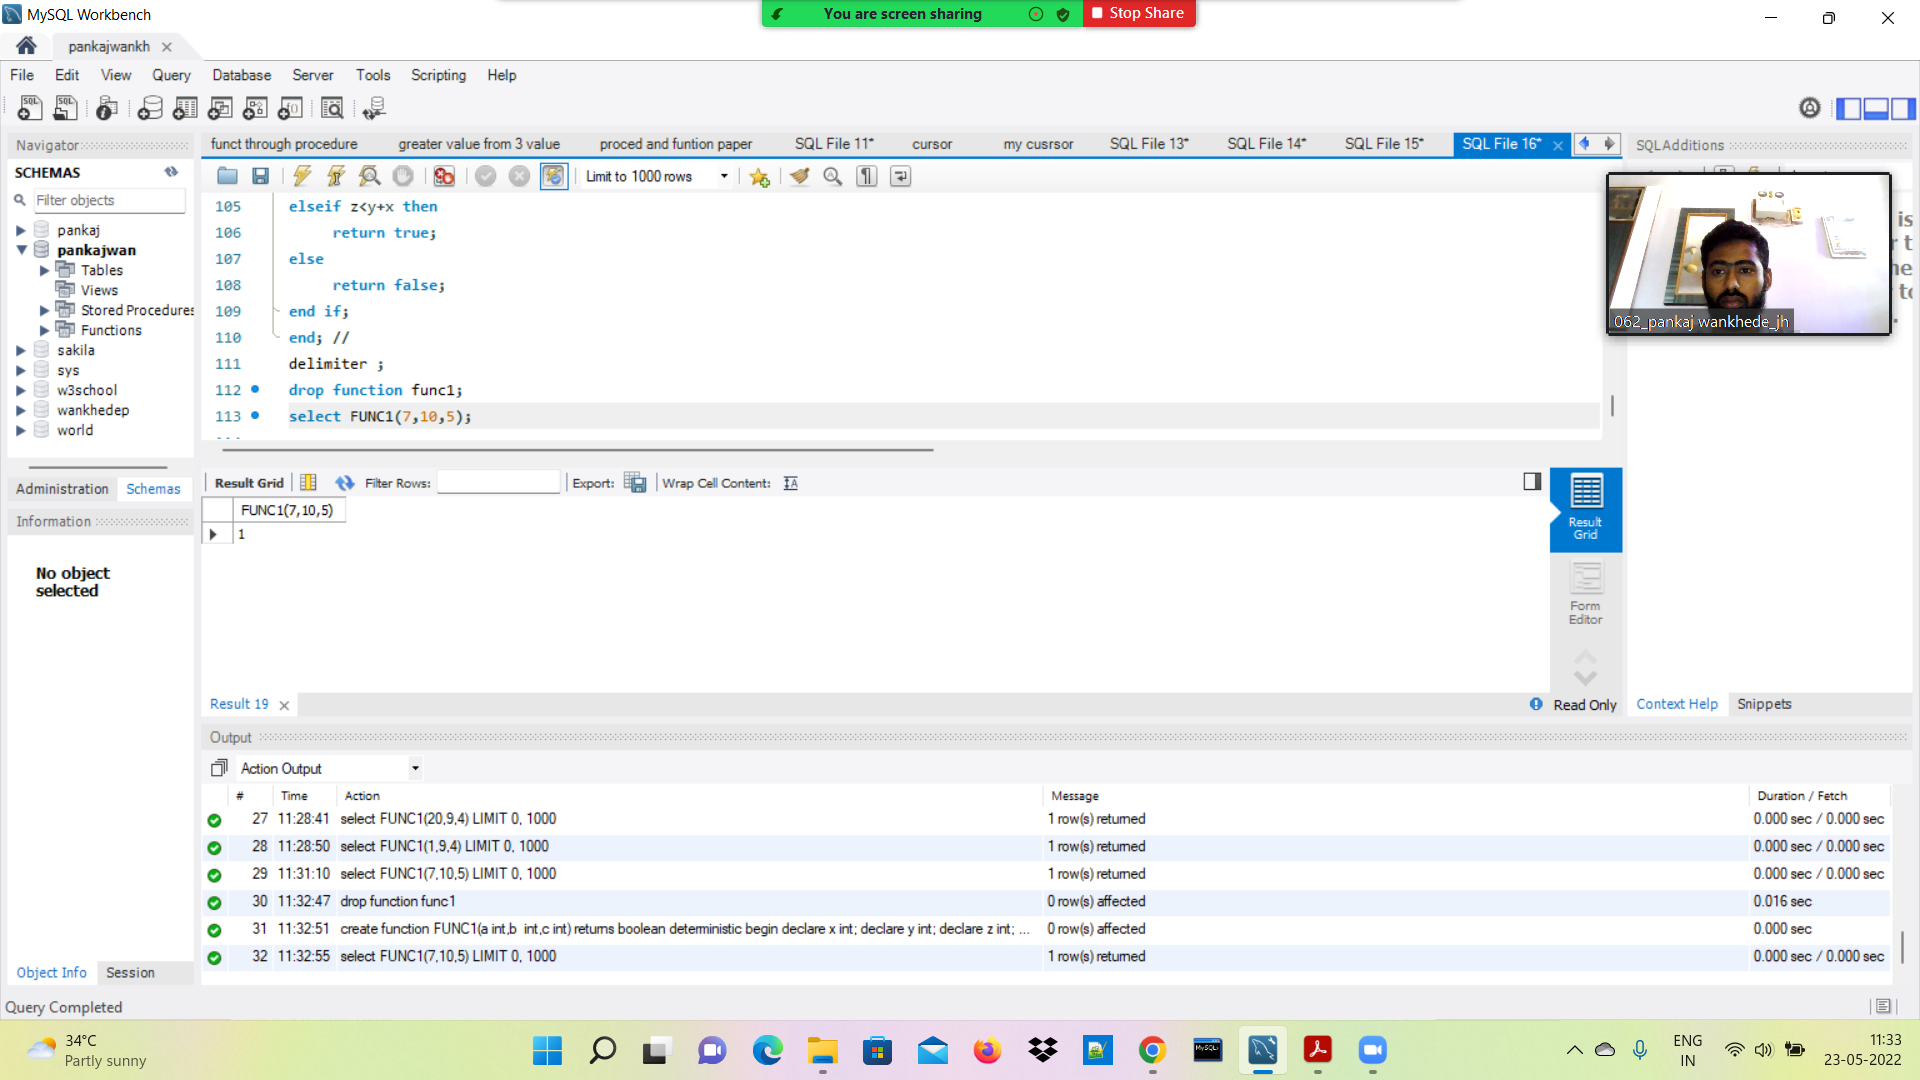 MySQL Workbench
You are screen sharing
Stop Share
pankajwankh
File Edit View Query Database Server Tools Scripting Help
Navigator
SCHEMAS
Filter objects
pankaj
pankajwan
Tables
Views
Stored Procedures
Functions
sakila
sys
w3school
wankhedep
world
Administration Schemas
Information
No object
selected
Object Info Session
funct through procedure greater value from 3 value proced and funtion paper SQL File 11* cursor my cusrsor SQL File 13* SQL File 14* SQL File 15* SQL File 16*
Limit to 1000 rows
105 elseif z<y+x then
106 return true;
107 else
108 return false;
109 end if;
110 end; //
111 delimiter ;
112 drop function func1;
113 select FUNC1(7,10,5);
Result Grid Filter Rows: Export: Wrap Cell Content:
FUNC1(7,10,5)
1
Result
Grid
Form
Editor
Result 19
Read Only
SQLAdditions
062_pankaj wankhede_jh
Context Help Snippets
Output
Action Output
# Time Action Message Duration / Fetch
27 11:28:41 select FUNC1(20,9,4) LIMIT 0, 1000 1 row(s) returned 0.000 sec / 0.000 sec
28 11:28:50 select FUNC1(1,9,4) LIMIT 0, 1000 1 row(s) returned 0.000 sec / 0.000 sec
29 11:31:10 select FUNC1(7,10,5) LIMIT 0, 1000 1 row(s) returned 0.000 sec / 0.000 sec
30 11:32:47 drop function func1 0 row(s) affected 0.016 sec
31 11:32:51 create function FUNC1(a int,b int,c int) returns boolean deterministic begin declare x int; declare y int; declare z int; ... 0 row(s) affected 0.000 sec
32 11:32:55 select FUNC1(7,10,5) LIMIT 0, 1000 1 row(s) returned 0.000 sec / 0.000 sec
Query Completed
34°C
Partly sunny
ENG
IN
11:33
23-05-2022